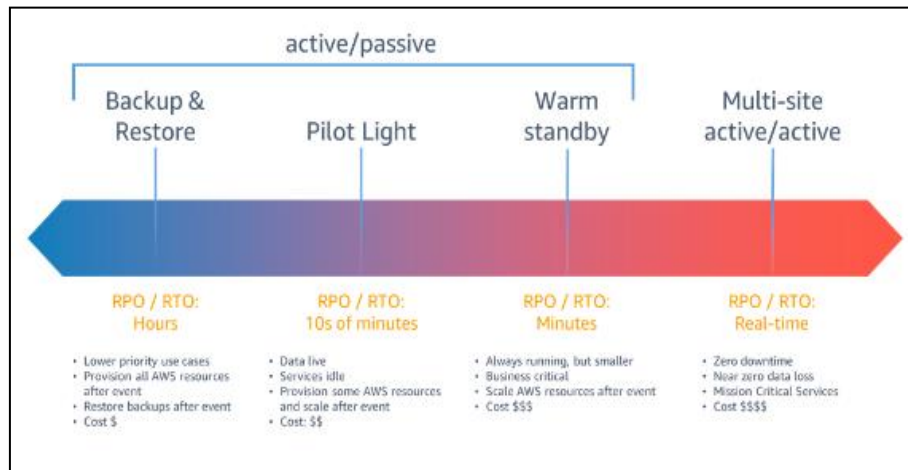 active/passive
Backup &
Restore
Pilot Light
Warm
standby
Multi-site
active/active
RPO / RTO:
Hours
• Lower priority use cases
• Provision all AWS resources
after event
• Restore backups after event
• Cost $
RPO / RTO:
10s of minutes
• Data live
• Services idle
• Provision some AWS resources
and scale after event
• Cost: $$
RPO / RTO:
Minutes
• Always running, but smaller
• Business critical
• Scale AWS resources after event
• Cost $$$
RPO / RTO:
Real-time
• Zero downtime
• Near zero data loss
• Mission Critical Services
• Cost $$$$